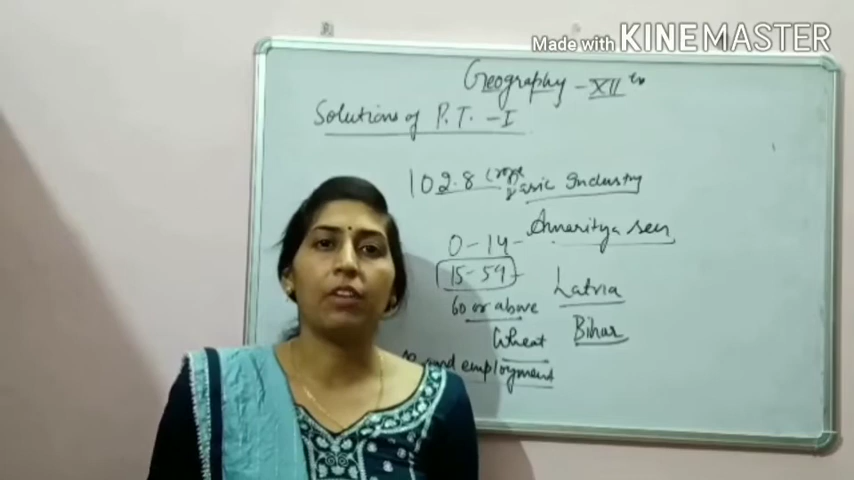 Made with KINEMASTER
Geography - XII th
Solutions of P.T. - I
102.8 crore
Basic Industry
0-14 - Amaritya sen
15-59 -
Latvia
60 or above
Bihar
Wheat
employment